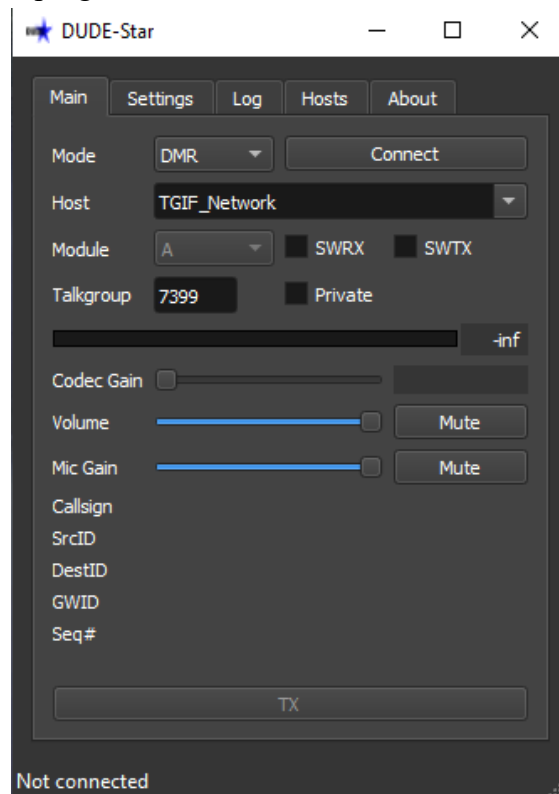 DUDE-Star
Main Settings Log Hosts About
Mode DMR Connect
Host TGIF_Network
Module A SWRX SWTX
Talkgroup 7399 Private
-inf
Codec Gain
Volume Mute
Mic Gain Mute
Callsign
SrcID
DestID
GWID
Seq#
TX
Not connected